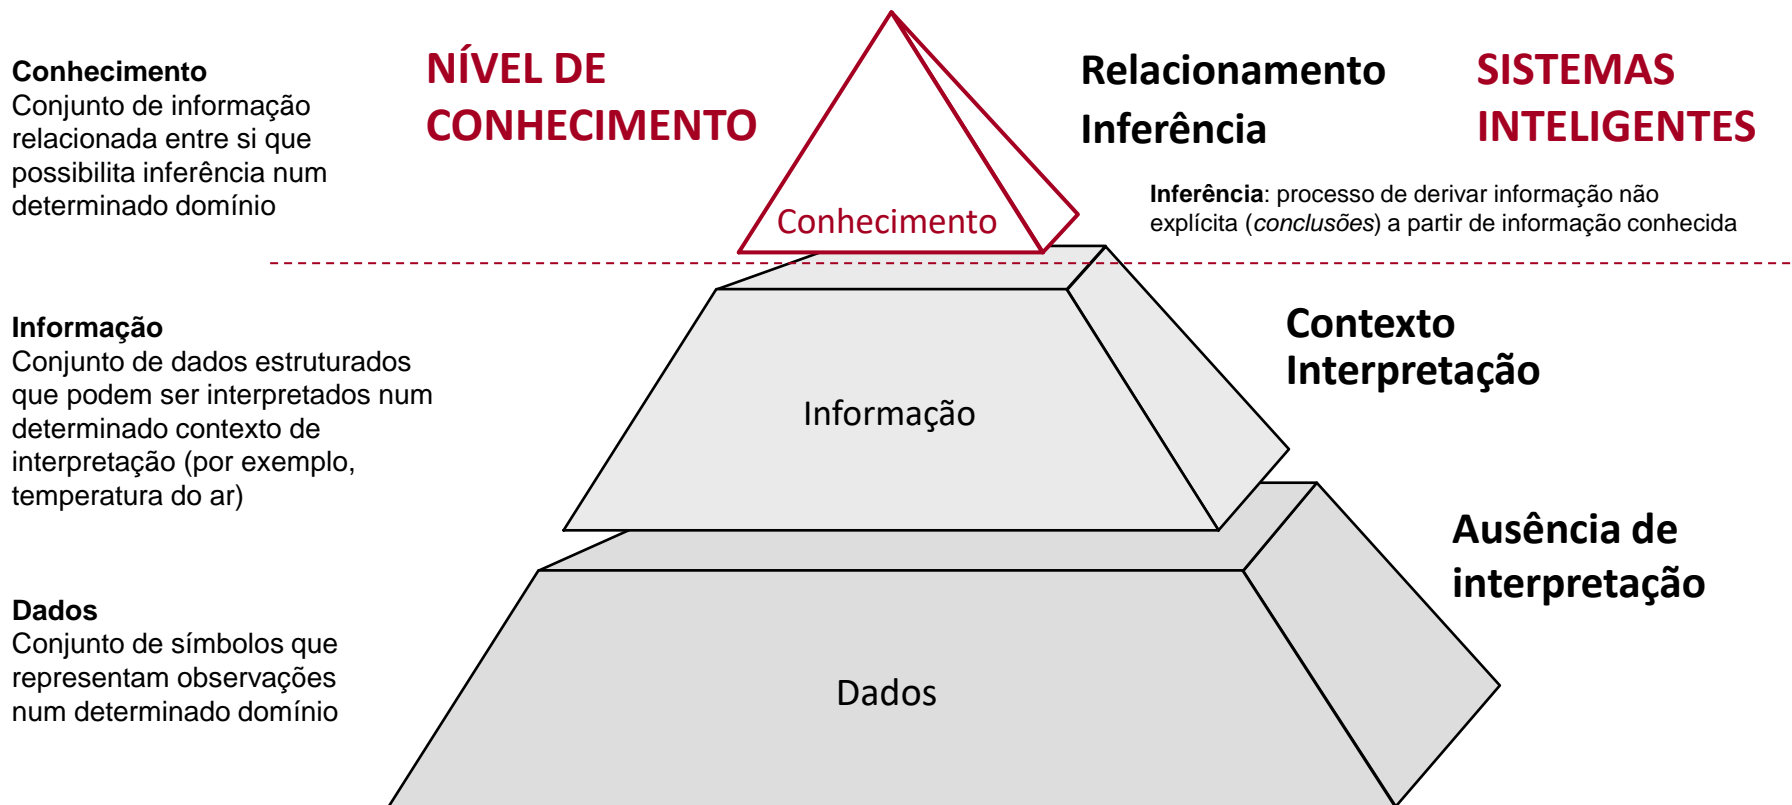 Conhecimento
Conjunto de informação
relacionada entre si que
possibilita inferência num
determinado domínio
NÍVEL DE
CONHECIMENTO
Relacionamento
Inferência
SISTEMAS
INTELIGENTES
Inferência: processo de derivar informação não
explícita (conclusões) a partir de informação conhecida
Conhecimento
Informação
Conjunto de dados estruturados
que podem ser interpretados num
determinado contexto de
interpretação (por exemplo,
temperatura do ar)
Informação
Contexto
Interpretação
Dados
Conjunto de símbolos que
representam observações
num determinado domínio
Dados
Ausência de
interpretação